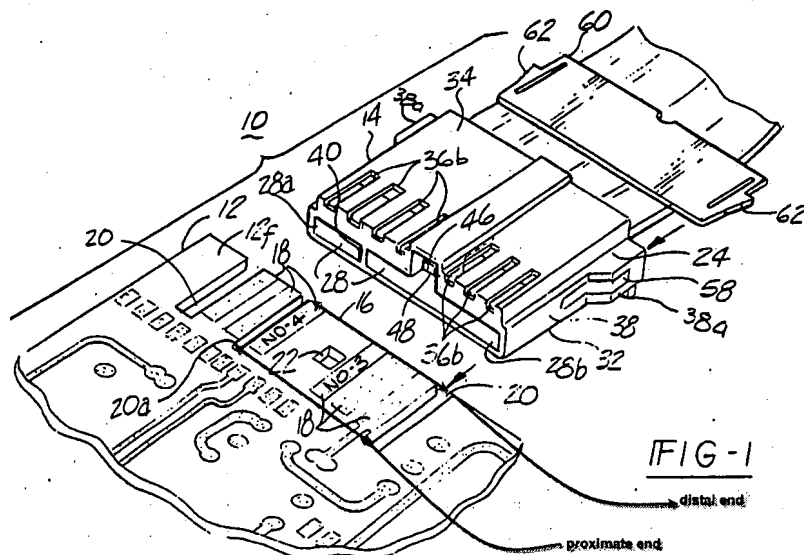 60
62
34
38a
14
10
36b
40
28a
12
46
62
12f
20
18
28
24
16
58
NO-4
48
36b
38
38a
32
22
28b
20a
NO-3
20
18
18
FIG-1
distal end
proximate end